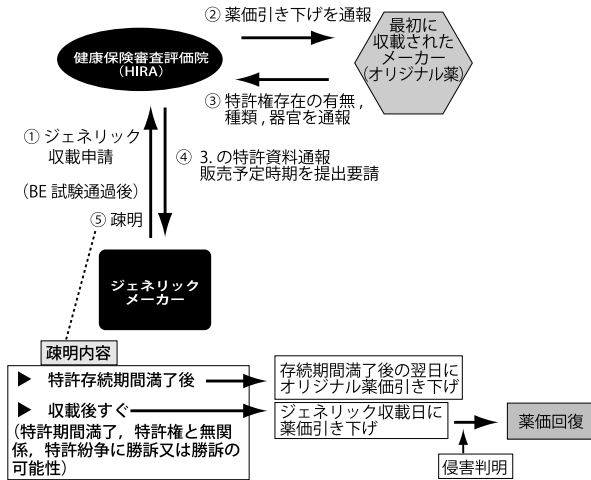 ② 薬価引き下げを通報
最初に
収載された
メーカー
(オリジナル薬)
健康保険審査評価院
(HIRA)
③ 特許権存在の有無,
種類,器官を通報
① ジェネリック
収載申請
(BE 試験通過後)
④ 3. の特許資料通報
販売予定時期を提出要請
⑤ 疎明
ジェネリック
メーカー
疎明内容
▶ 特許存続期間満了後
存続期間満了後の翌日に
オリジナル薬価引き下げ
▶ 収載後すぐ
(特許期間満了,特許権と無関
係,特許紛争に勝訴又は勝訴の
可能性)
ジェネリック収載日に
薬価引き下げ
薬価回復
侵害判明